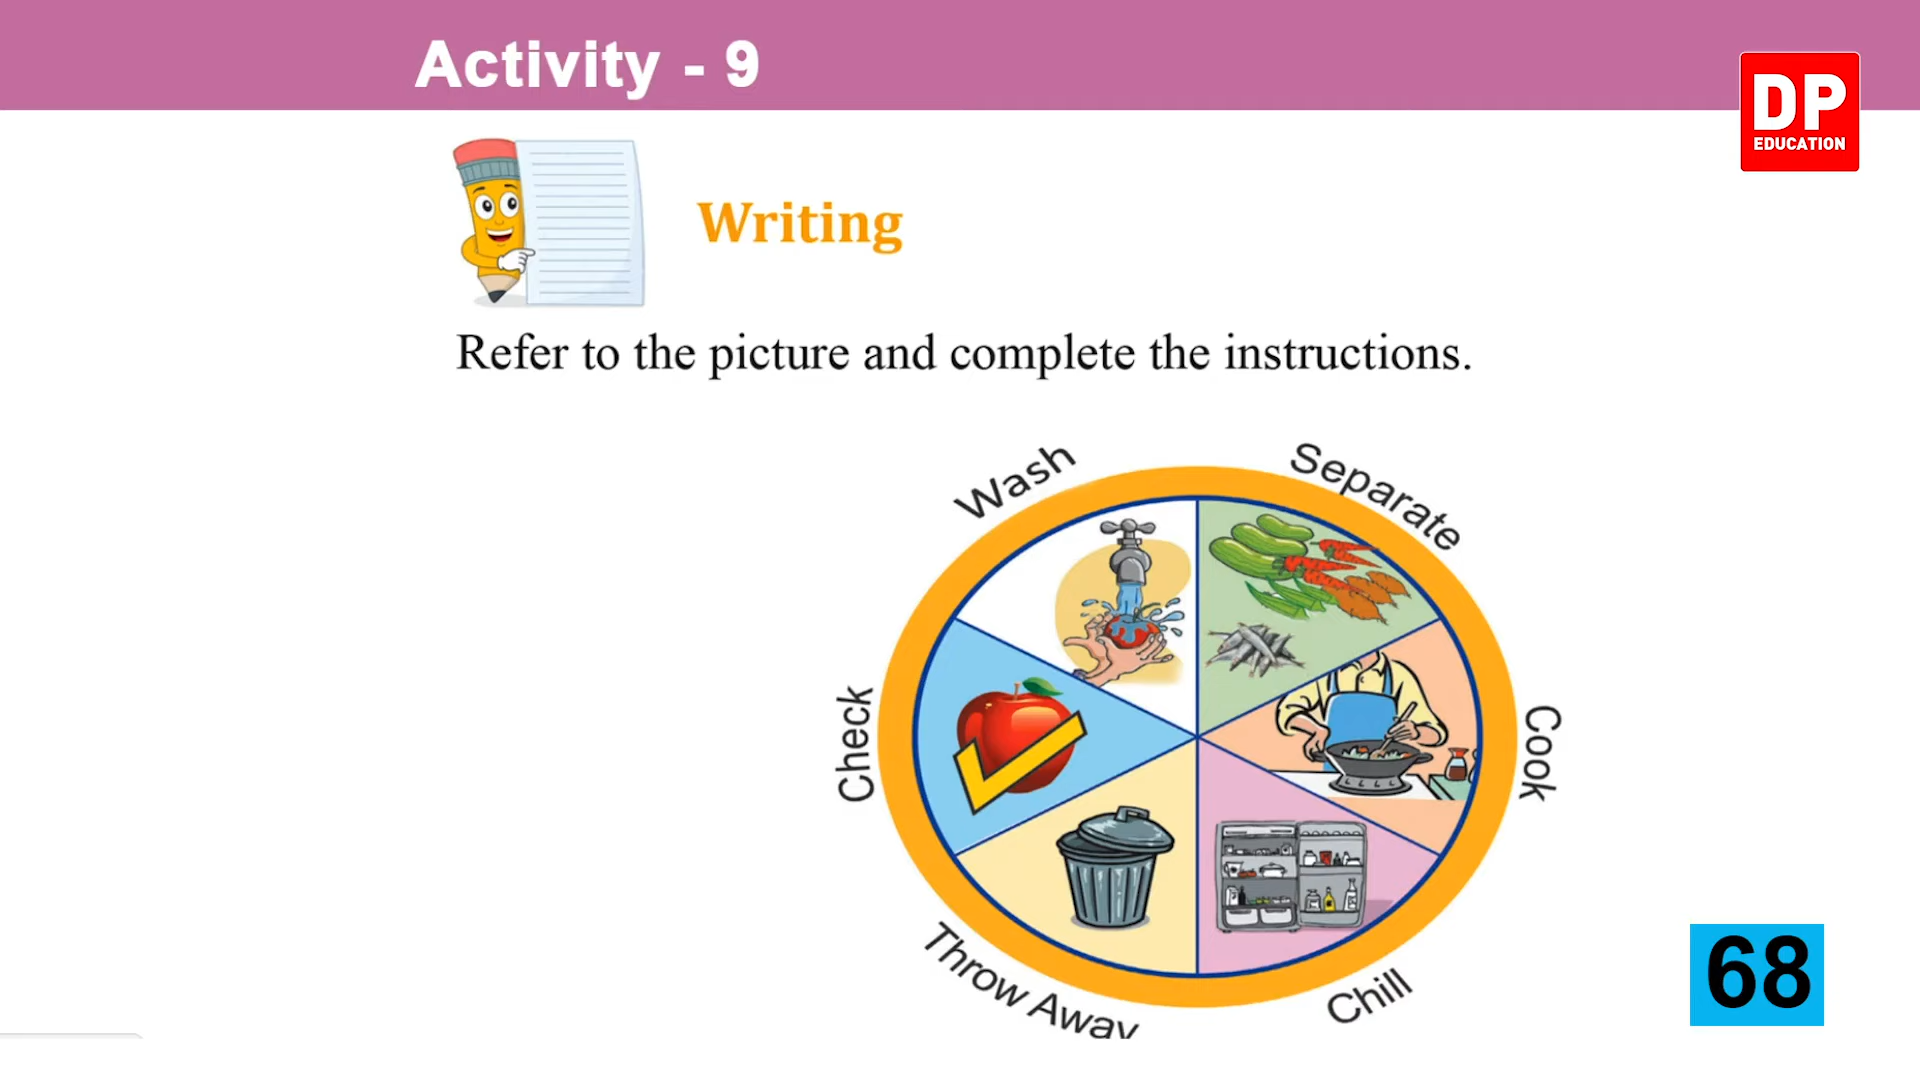 Activity - 9
DP
EDUCATION
Writing
Refer to the picture and complete the instructions.
Wash
Separate
Check
Cook
Throw Away
Chill
68